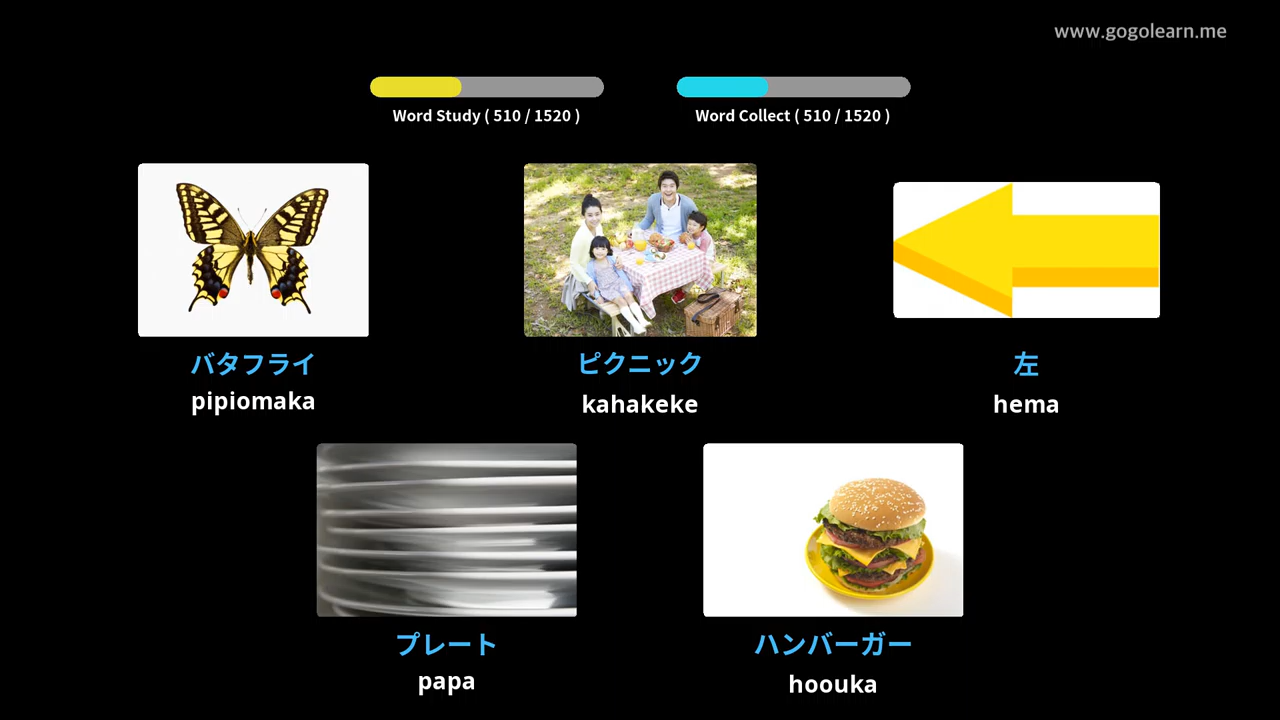 www.gogolearn.me
Word Study ( 510 / 1520 )
Word Collect ( 510 / 1520 )
バタフライ
pipiomaka
ピクニック
kahakeke
左
hema
プレート
papa
ハンバーガー
hoouka